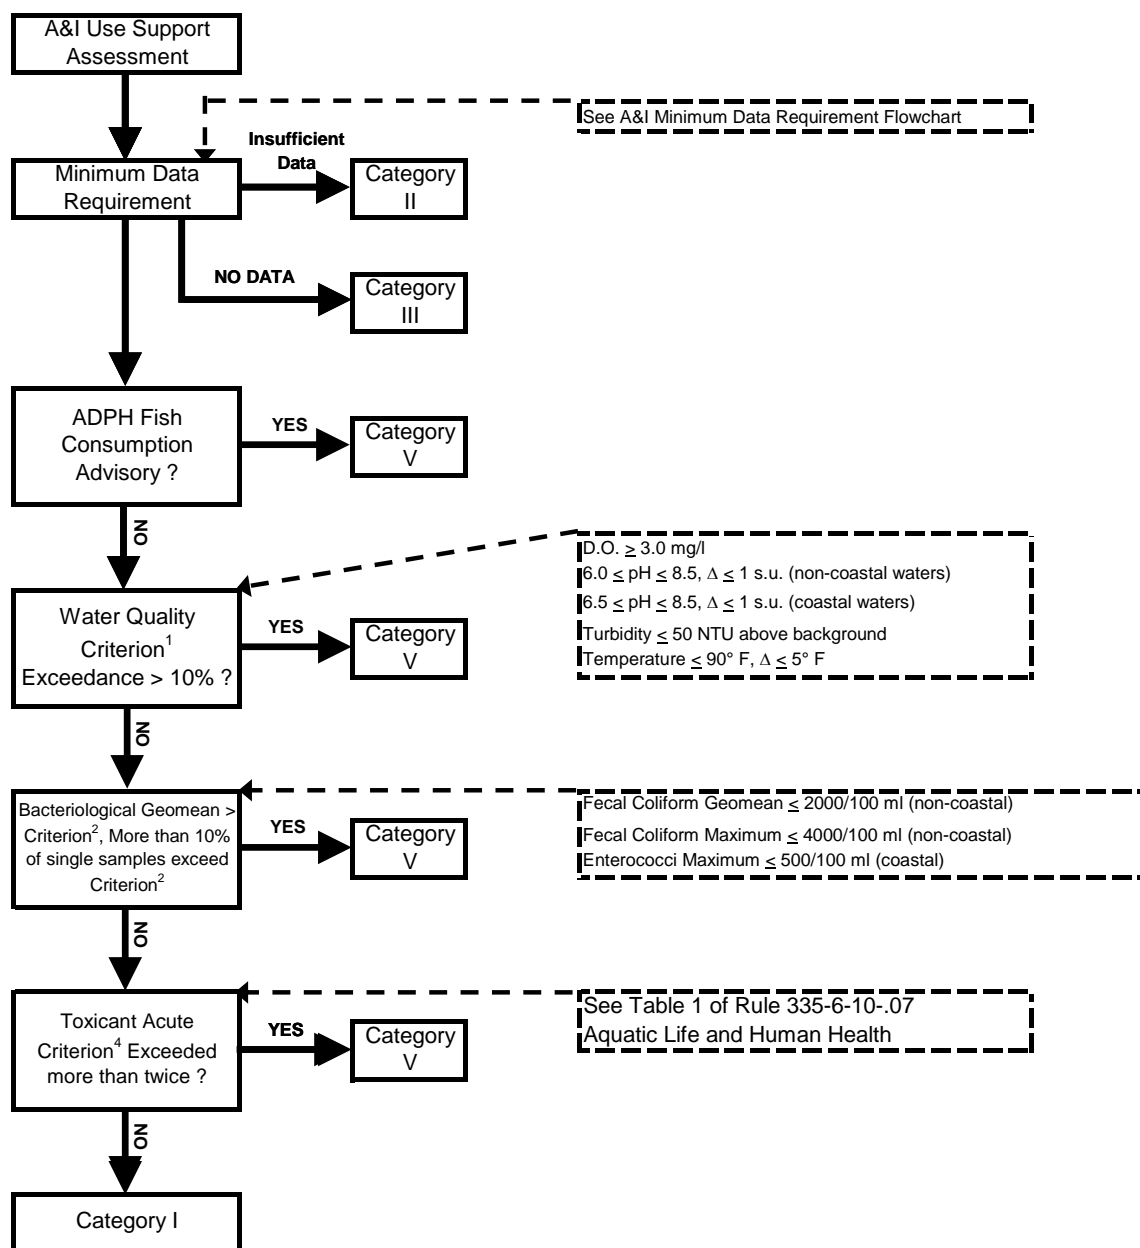 A&I Use Support
Assessment
See A&I Minimum Data Requirement Flowchart
Insufficient
Data
Minimum Data
Requirement
Category
II
NO DATA
Category
III
ADPH Fish
Consumption
Advisory ?
YES
Category
V
NO
D.O. ≥ 3.0 mg/l
6.0 ≤ pH ≤ 8.5, Δ ≤ 1 s.u. (non-coastal waters)
6.5 ≤ pH ≤ 8.5, Δ ≤ 1 s.u. (coastal waters)
Turbidity ≤ 50 NTU above background
Temperature ≤ 90° F, Δ ≤ 5° F
Water Quality
Criterion¹
Exceedance > 10% ?
YES
Category
V
NO
Bacteriological Geomean >
Criterion², More than 10%
of single samples exceed
Criterion²
YES
Category
V
Fecal Coliform Geomean ≤ 2000/100 ml (non-coastal)
Fecal Coliform Maximum ≤ 4000/100 ml (non-coastal)
Enterococci Maximum ≤ 500/100 ml (coastal)
NO
Toxicant Acute
Criterion⁴ Exceeded
more than twice ?
YES
Category
V
See Table 1 of Rule 335-6-10-.07
Aquatic Life and Human Health
NO
Category I